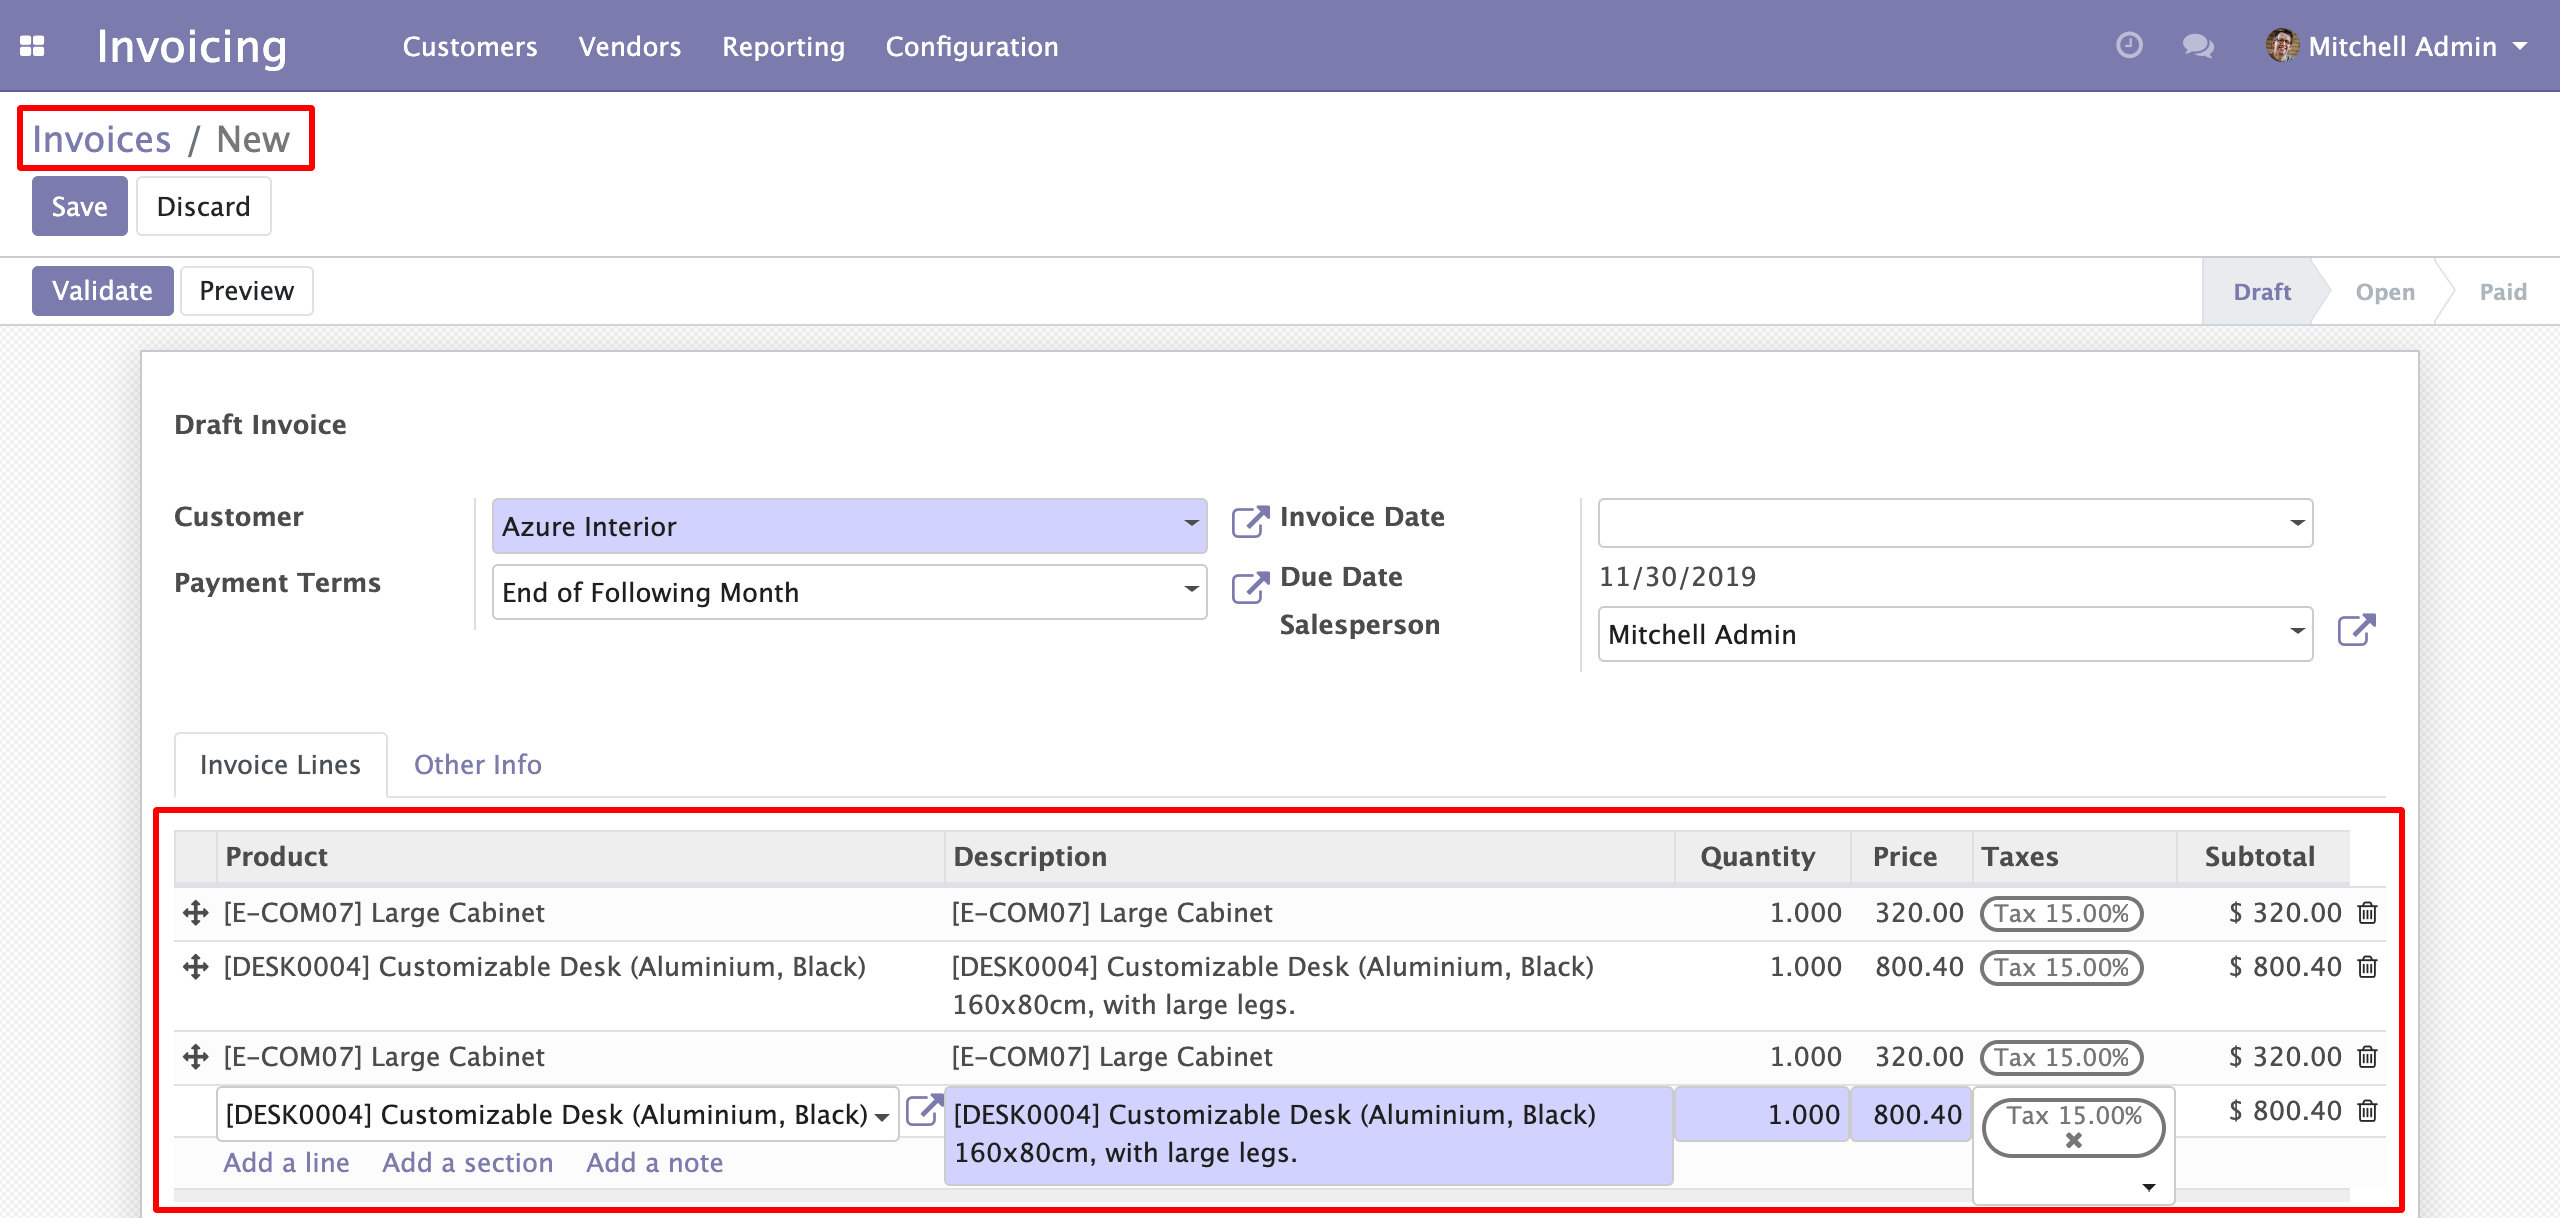 Invoicing Customers Vendors Reporting Configuration Mitchell Admin
Invoices / New
Save Discard
Validate Preview Draft Open Paid
Draft Invoice
Customer Azure Interior Invoice Date
Payment Terms End of Following Month Due Date 11/30/2019
Salesperson Mitchell Admin
Invoice Lines Other Info
Product Description Quantity Price Taxes Subtotal
[E-COM07] Large Cabinet [E-COM07] Large Cabinet 1.000 320.00 Tax 15.00% $ 320.00
[DESK0004] Customizable Desk (Aluminium, Black) [DESK0004] Customizable Desk (Aluminium, Black) 1.000 800.40 Tax 15.00% $ 800.40
160x80cm, with large legs.
[E-COM07] Large Cabinet [E-COM07] Large Cabinet 1.000 320.00 Tax 15.00% $ 320.00
[DESK0004] Customizable Desk (Aluminium, Black) [DESK0004] Customizable Desk (Aluminium, Black) 1.000 800.40 Tax 15.00% $ 800.40
160x80cm, with large legs.
Add a line Add a section Add a note